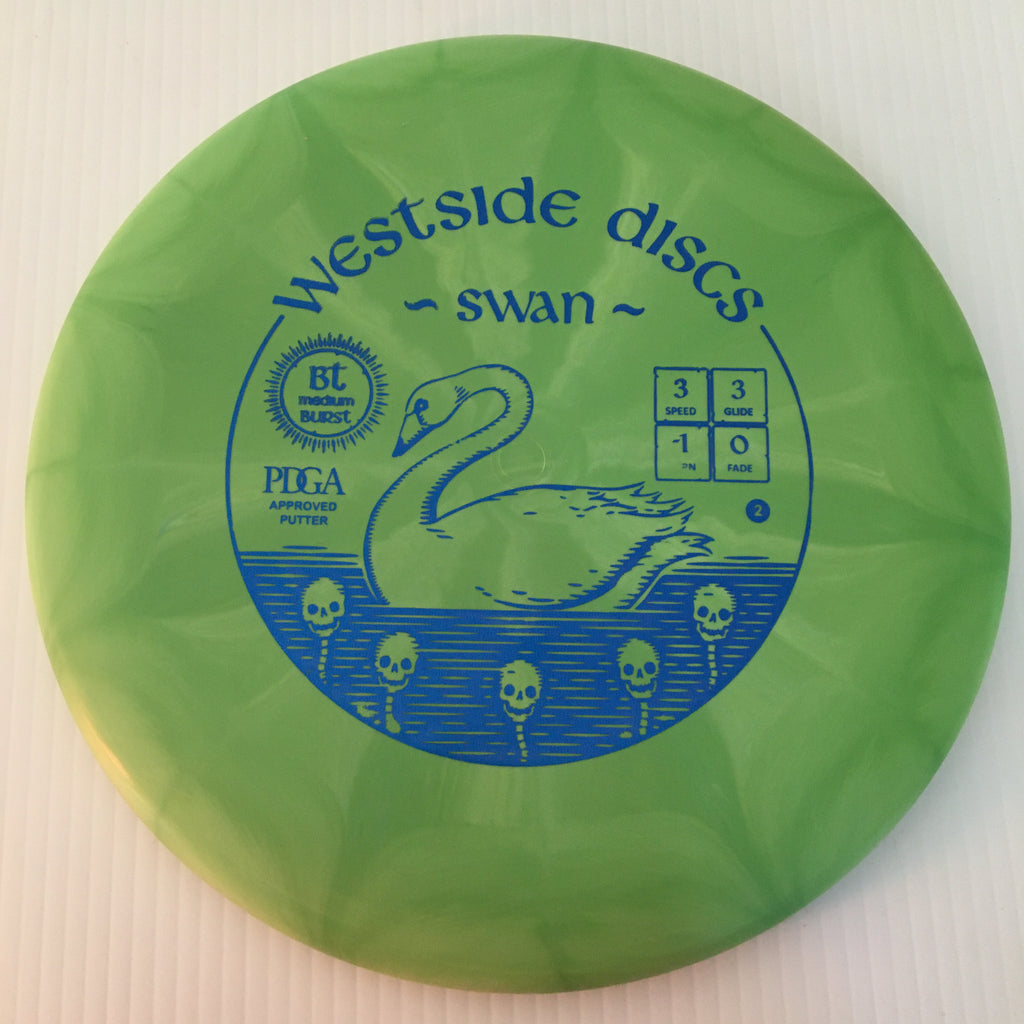 Westside discs
~ swan ~
Bt
medium
BURST
PDGA
APPROVED
PUTTER
3 3
SPEED GLIDE
-1 0
FADE
2